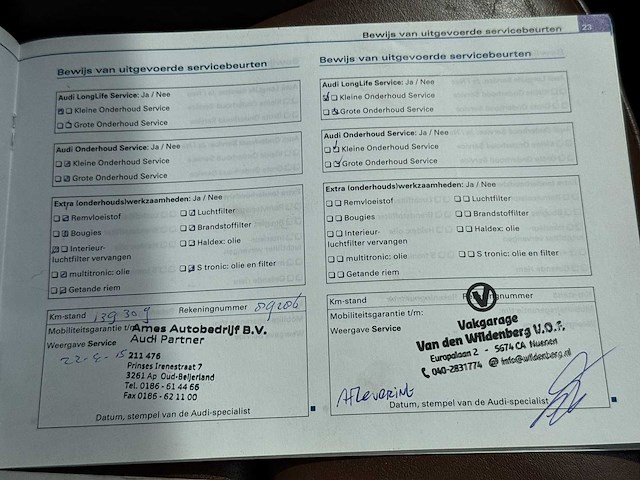 Bewijs van uitgevoerde servicebeurten 23
Bewijs van uitgevoerde servicebeurten
Audi LongLife Service: Ja / Nee
Kleine Onderhoud Service
Grote Onderhoud Service
Audi Onderhoud Service: Ja / Nee
Kleine Onderhoud Service
Grote Onderhoud Service
Extra (onderhouds)werkzaamheden: Ja / Nee
Remvloeistof Luchtfilter
Bougies Brandstoffilter
Interieur- Haldex: olie
luchtfilter vervangen
multitronic: olie S tronic: olie en filter
Getande riem
Km-stand 139309 Rekeningnummer 89206
Mobiliteitsgarantie t/m:
Ames Autobedrijf B.V.
Weergave Service Audi Partner
22-4-15 211 476
Prinses Irenestraat 7
3261 Ap Oud-Beijerland
Tel. 0186 - 61 44 66
Fax 0186 - 62 11 00
Datum, stempel van de Audi-specialist
Bewijs van uitgevoerde servicebeurten
Audi LongLife Service: Ja / Nee
Kleine Onderhoud Service
Grote Onderhoud Service
Audi Onderhoud Service: Ja / Nee
Kleine Onderhoud Service
Grote Onderhoud Service
Extra (onderhouds)werkzaamheden: Ja / Nee
Remvloeistof Luchtfilter
Bougies Brandstoffilter
Interieur- Haldex: olie
luchtfilter vervangen
multitronic: olie S tronic: olie en filter
Getande riem
Km-stand
Mobiliteitsgarantie t/m:
Weergave Service
Vakgarage
Van den Wildenberg V.O.F.
Europalaan 2 - 5674 CA Nuenen
040-2831774 @ info@wildenberg.nl
Aflevering
Datum, stempel van de Audi-specialist